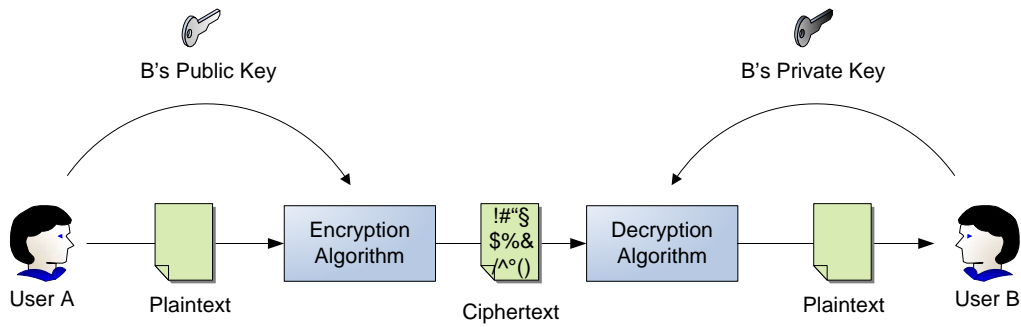 B's Public Key
B's Private Key
Encryption
Algorithm
!#“§
$%&
/^°()
Decryption
Algorithm
User A
Plaintext
Ciphertext
Plaintext
User B